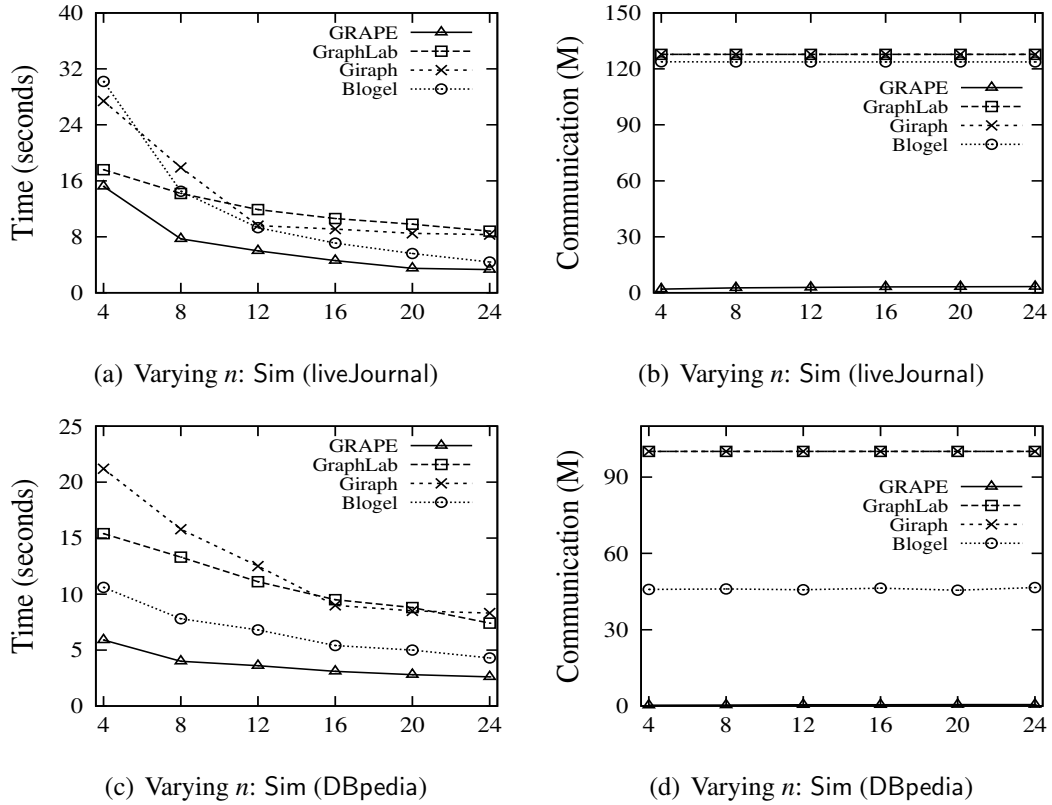 Time (seconds)
40
32
24
16
8
0
GRAPE
GraphLab
Giraph
Blogel
4 8 12 16 20 24
(a) Varying n: Sim (liveJournal)
Communication (M)
150
120
90
60
30
0
GRAPE
GraphLab
Giraph
Blogel
4 8 12 16 20 24
(b) Varying n: Sim (liveJournal)
Time (seconds)
25
20
15
10
5
0
GRAPE
GraphLab
Giraph
Blogel
4 8 12 16 20 24
(c) Varying n: Sim (DBpedia)
Communication (M)
90
60
30
0
GRAPE
GraphLab
Giraph
Blogel
4 8 12 16 20 24
(d) Varying n: Sim (DBpedia)